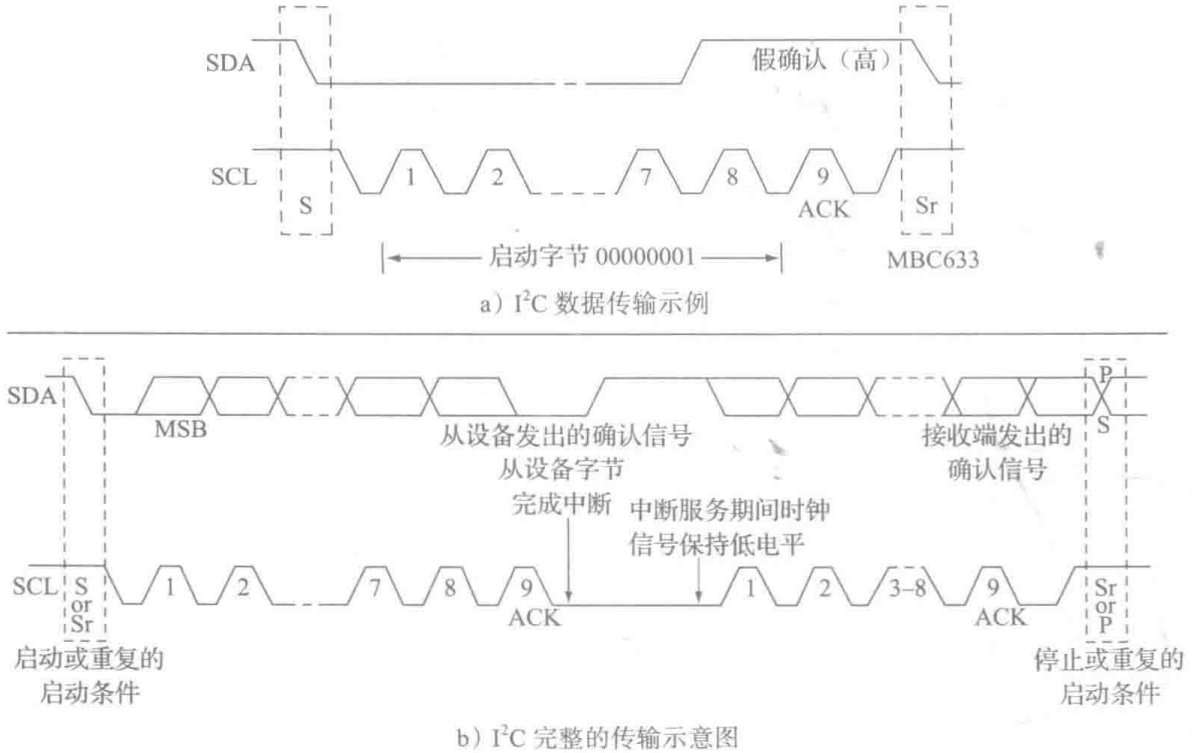 SDA
假确认（高）
SCL
1
2
7
8
9
ACK
S
Sr
启动字节 00000001
MBC633
a）I²C 数据传输示例
SDA
MSB
P
S
从设备发出的确认信号
接收端发出的
确认信号
从设备字节
完成中断
中断服务期间时钟
信号保持低电平
SCL
S
or
Sr
1
2
7
8
9
ACK
1
2
3–8
9
ACK
Sr
or
P
启动或重复的
启动条件
停止或重复的
启动条件
b）I²C 完整的传输示意图